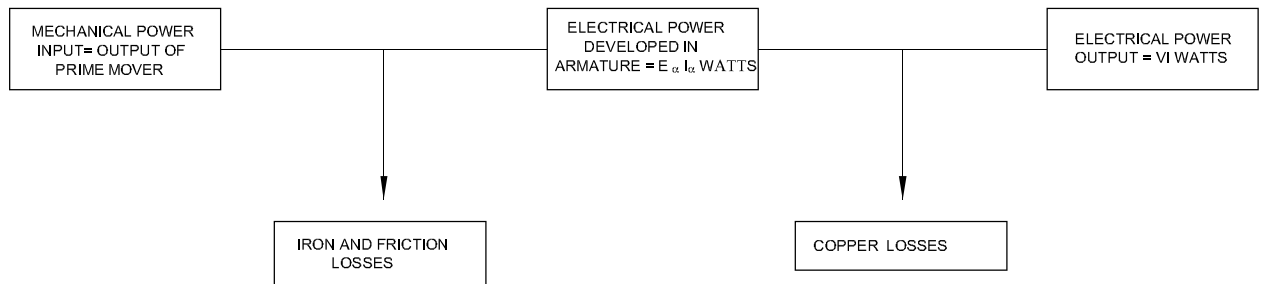 MECHANICAL POWER
INPUT= OUTPUT OF
PRIME MOVER
ELECTRICAL POWER
DEVELOPED IN
ARMATURE = E α I α WATTS
ELECTRICAL POWER
OUTPUT = VI WATTS
IRON AND FRICTION
LOSSES
COPPER LOSSES